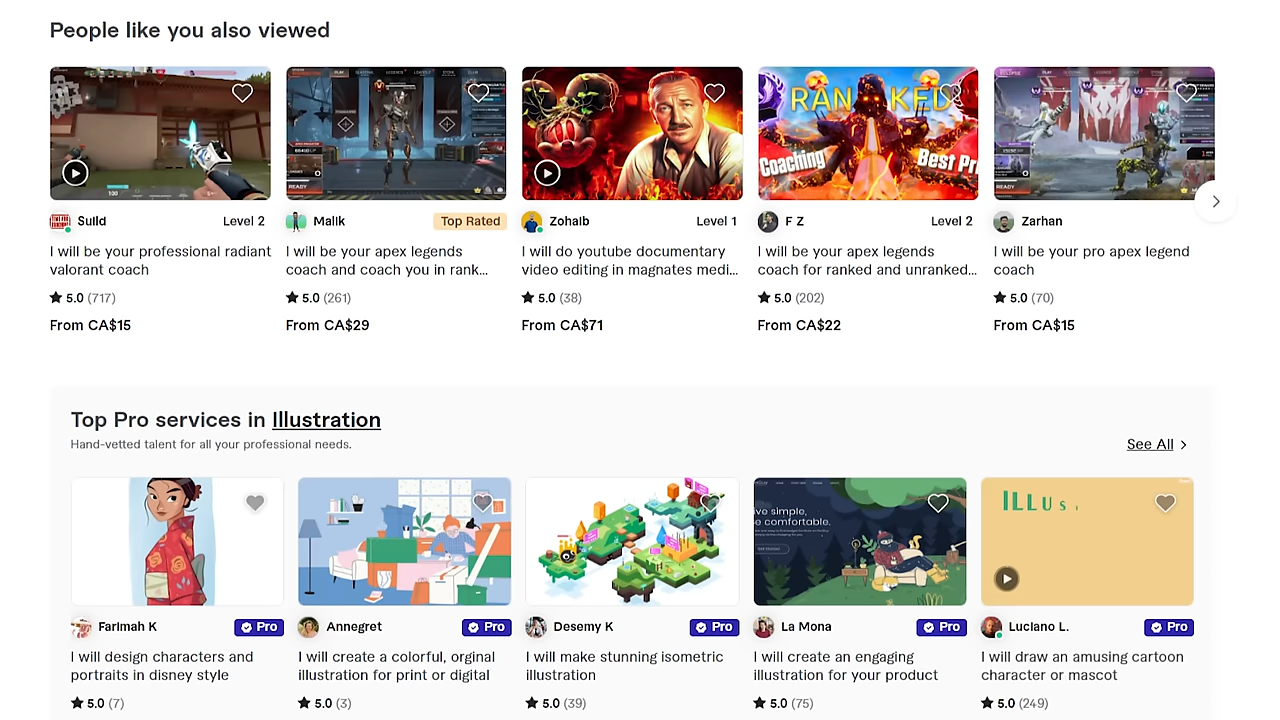 People like you also viewed
RANKED
Coaching
Best Pr
100
READY
READY
READY
Suild
Level 2
Malik
Top Rated
Zohaib
Level 1
F Z
Level 2
Zarhan
I will be your professional radiant
valorant coach
I will be your apex legends
coach and coach you in rank...
I will do youtube documentary
video editing in magnates medi...
I will be your apex legends
coach for ranked and unranked...
I will be your pro apex legend
coach
5.0 (717)
5.0 (261)
5.0 (38)
5.0 (202)
5.0 (70)
From CA$15
From CA$29
From CA$71
From CA$22
From CA$15
Top Pro services in Illustration
Hand-vetted talent for all your professional needs.
See All
ive simple,
e comfortable.
ILLUS
Farimah K
Pro
Annegret
Pro
Desemy K
Pro
La Mona
Pro
Luciano L.
Pro
I will design characters and
portraits in disney style
I will create a colorful, orginal
illustration for print or digital
I will make stunning isometric
illustration
I will create an engaging
illustration for your product
I will draw an amusing cartoon
character or mascot
5.0 (7)
5.0 (3)
5.0 (39)
5.0 (75)
5.0 (249)